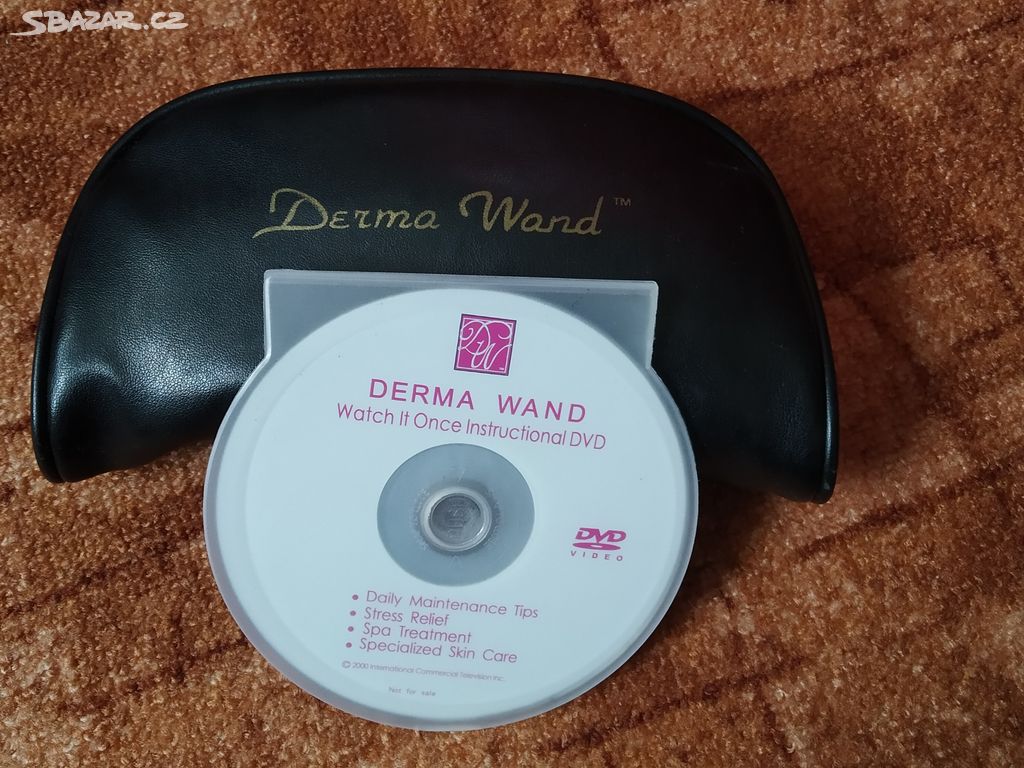 SBAZAR.CZ
Derma Wand™
DW
DERMA WAND
Watch It Once Instructional DVD
DVD
VIDEO
• Daily Maintenance Tips
• Stress Relief
• Spa Treatment
• Specialized Skin Care
© 2000 International Commercial Television Inc.
Not for sale